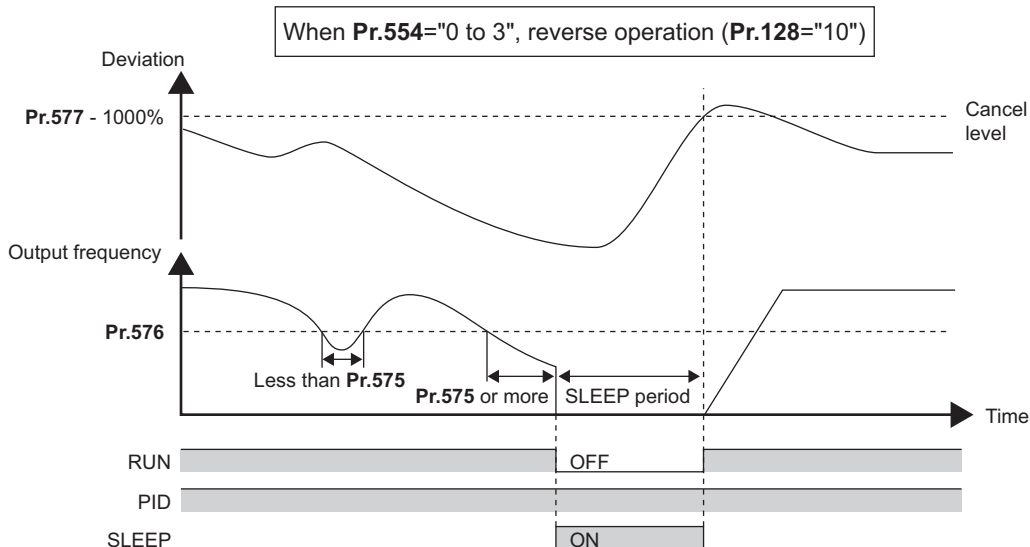 When Pr.554="0 to 3", reverse operation (Pr.128="10")
Deviation
Pr.577 - 1000%
Cancel
level
Output frequency
Pr.576
Less than Pr.575
Pr.575 or more
SLEEP period
Time
RUN
OFF
PID
SLEEP
ON